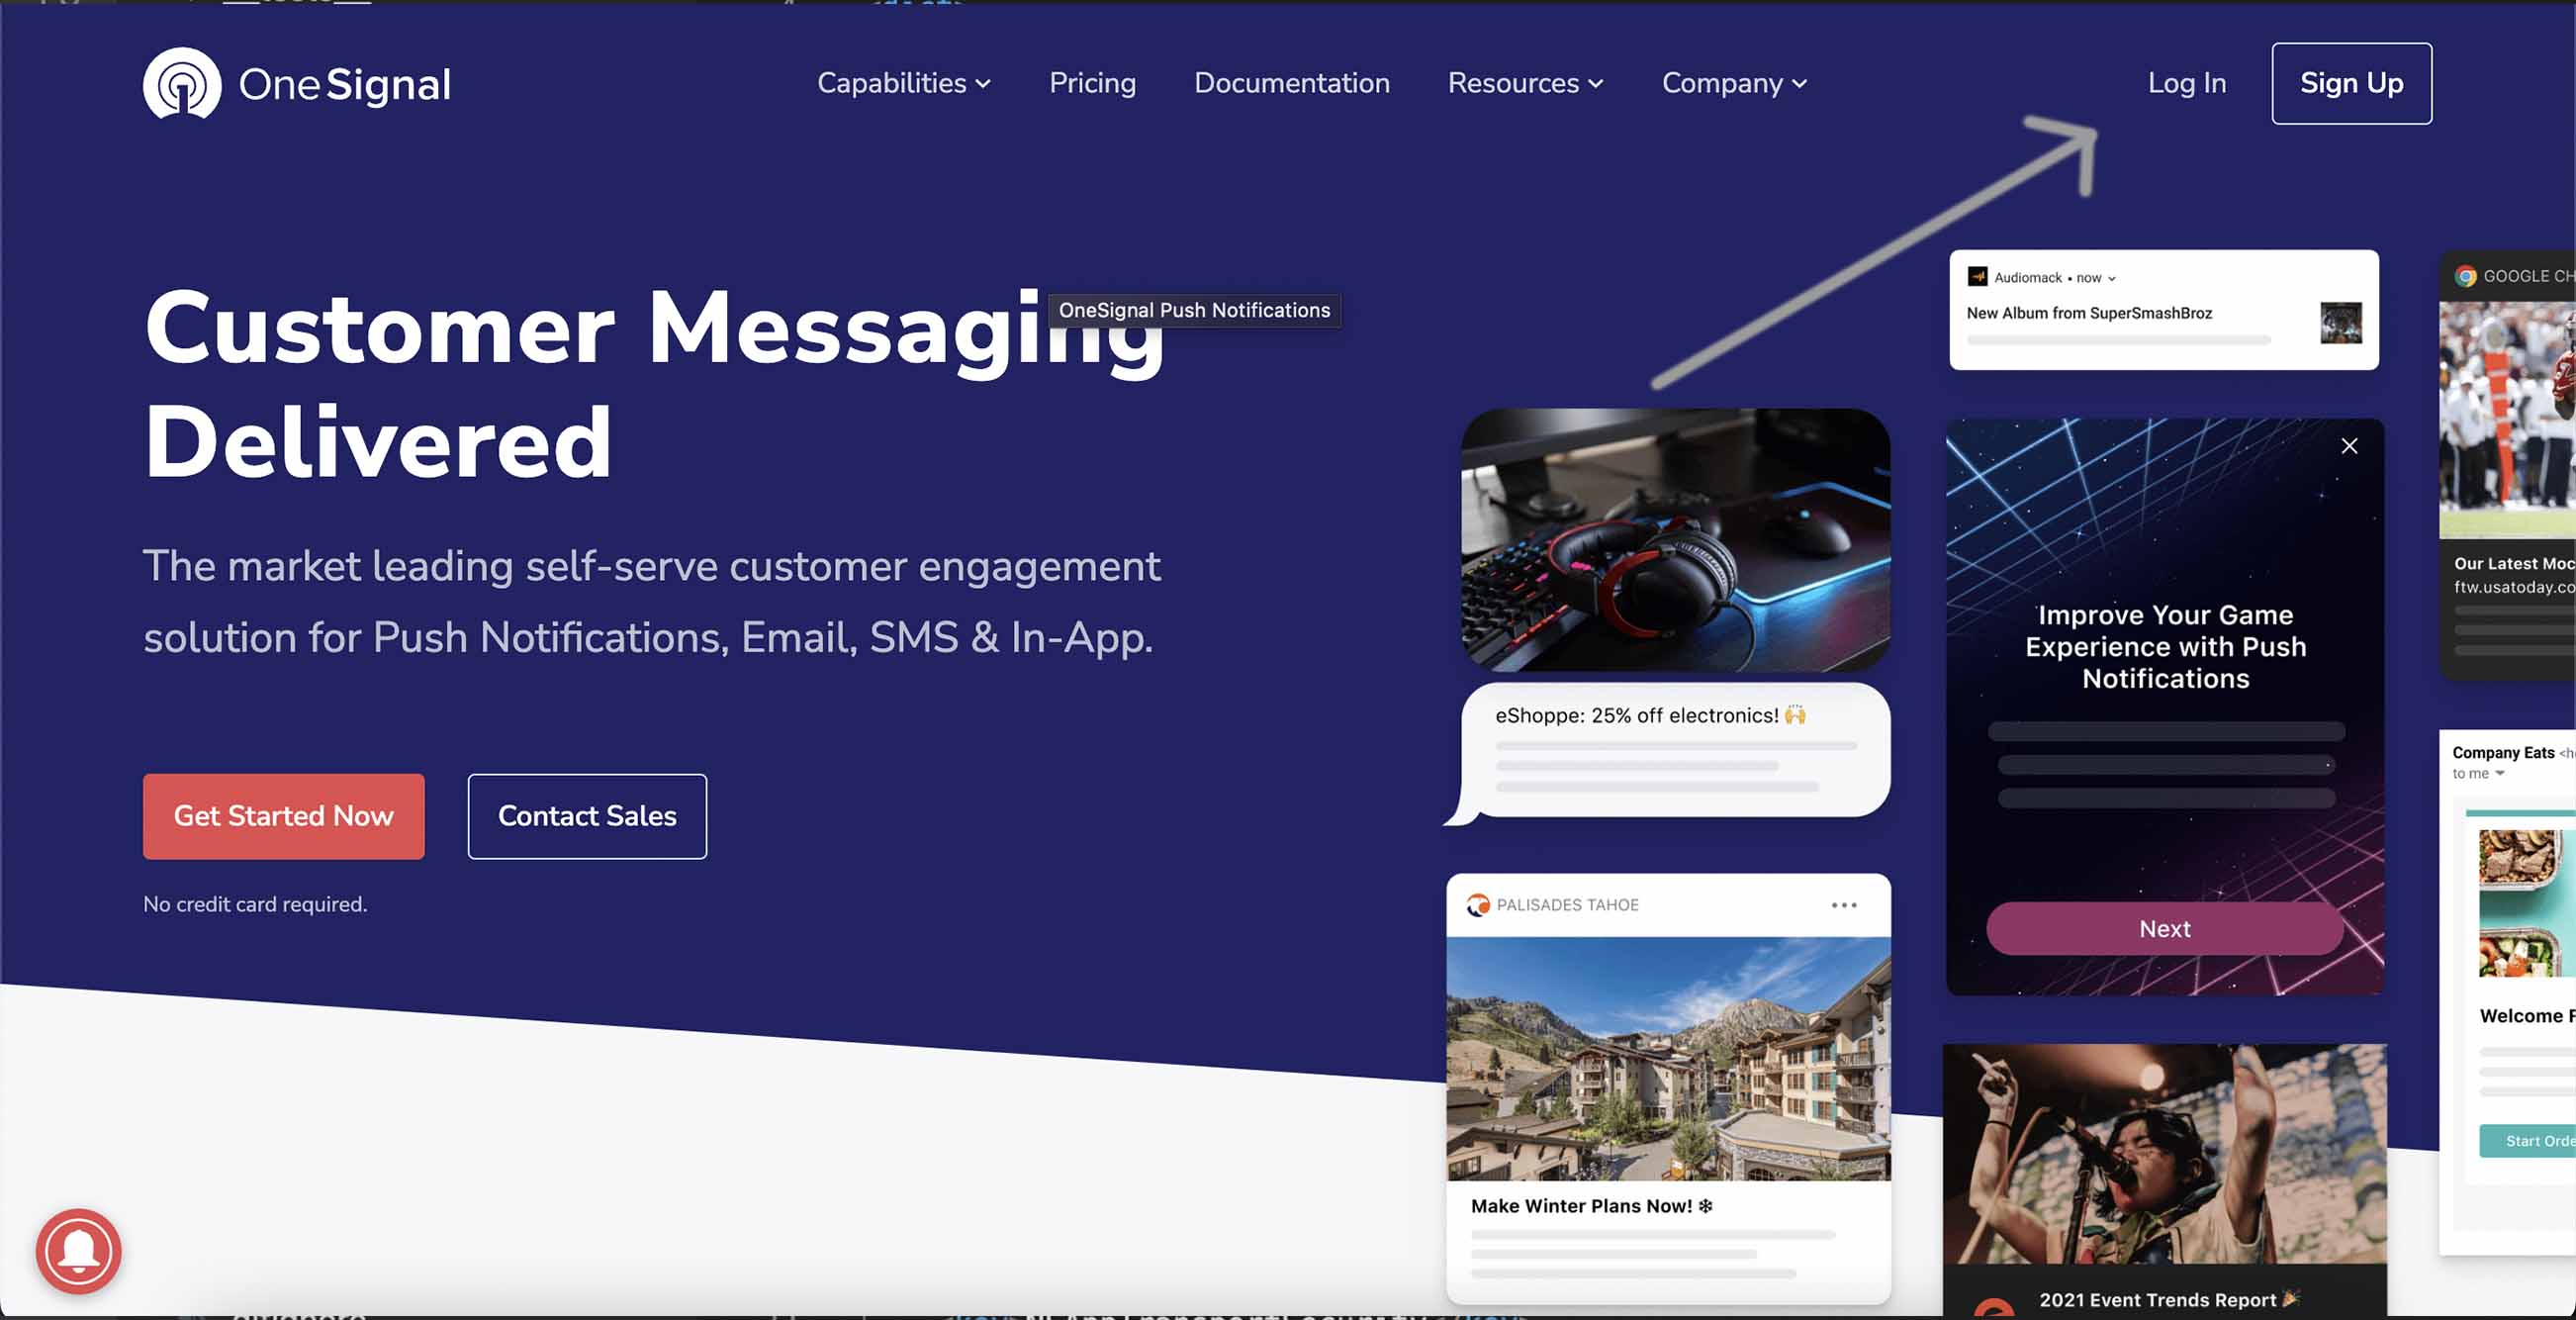 OneSignal
Capabilities
Pricing
Documentation
Resources
Company
Log In
Sign Up
Customer Messaging
Delivered
OneSignal Push Notifications
The market leading self-serve customer engagement
solution for Push Notifications, Email, SMS & In-App.
Get Started Now
Contact Sales
No credit card required.
eShoppe: 25% off electronics! 🙌
PALISADES TAHOE
Make Winter Plans Now! ❄
Audiomack • now
New Album from SuperSmashBroz
Improve Your Game
Experience with Push
Notifications
Next
2021 Event Trends Report 🎉
GOOGLE CH
Our Latest Moc
ftw.usatoday.co
Company Eats <h
to me
Welcome F
Start Orde